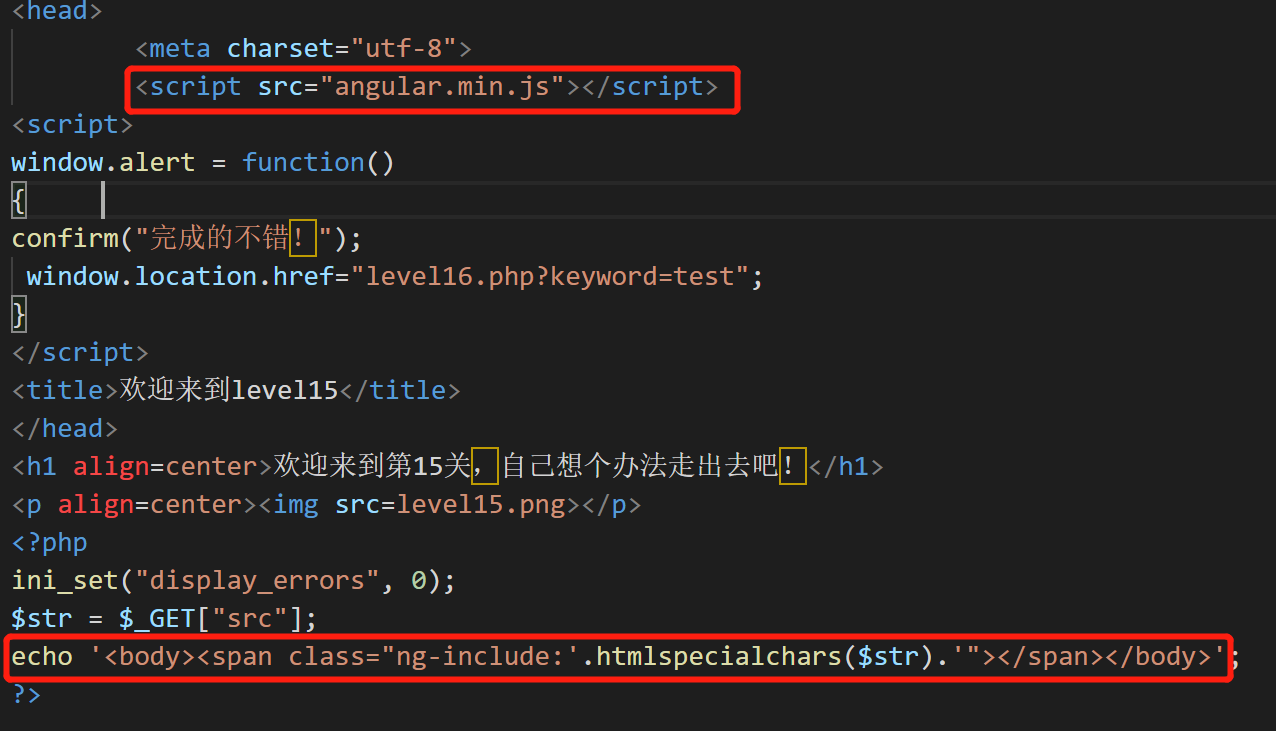 <head>
<meta charset="utf-8">
<script src="angular.min.js"></script>
<script>
window.alert = function()
{
confirm("完成的不错！");
window.location.href="level16.php?keyword=test";
}
</script>
<title>欢迎来到level15</title>
</head>
<h1 align=center>欢迎来到第15关，自己想个办法走出去吧！</h1>
<p align=center><img src=level15.png></p>
<?php
ini_set("display_errors", 0);
$str = $_GET["src"];
echo '<body><span class="ng-include:'.htmlspecialchars($str).'"></span></body>';
?>